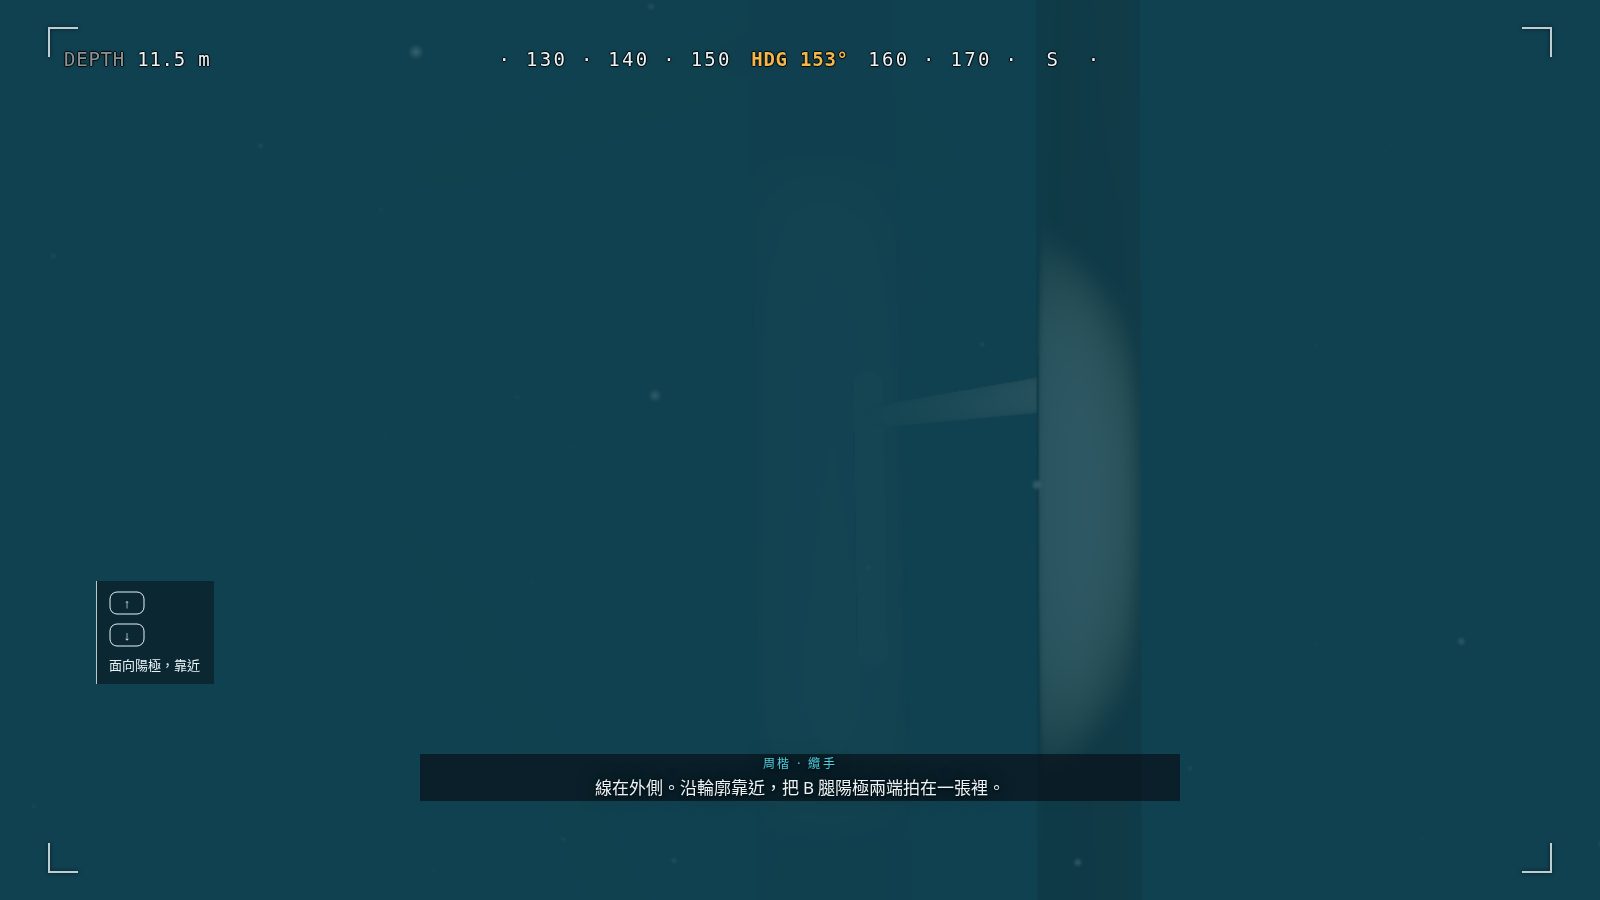 DEPTH 11.5 m
· 130 · 140 · 150 HDG 153° 160 · 170 · S ·
↑
↓
面向陽極，靠近
周楷 · 纜手
線在外側。沿輪廓靠近，把 B 腿陽極兩端拍在一張裡。